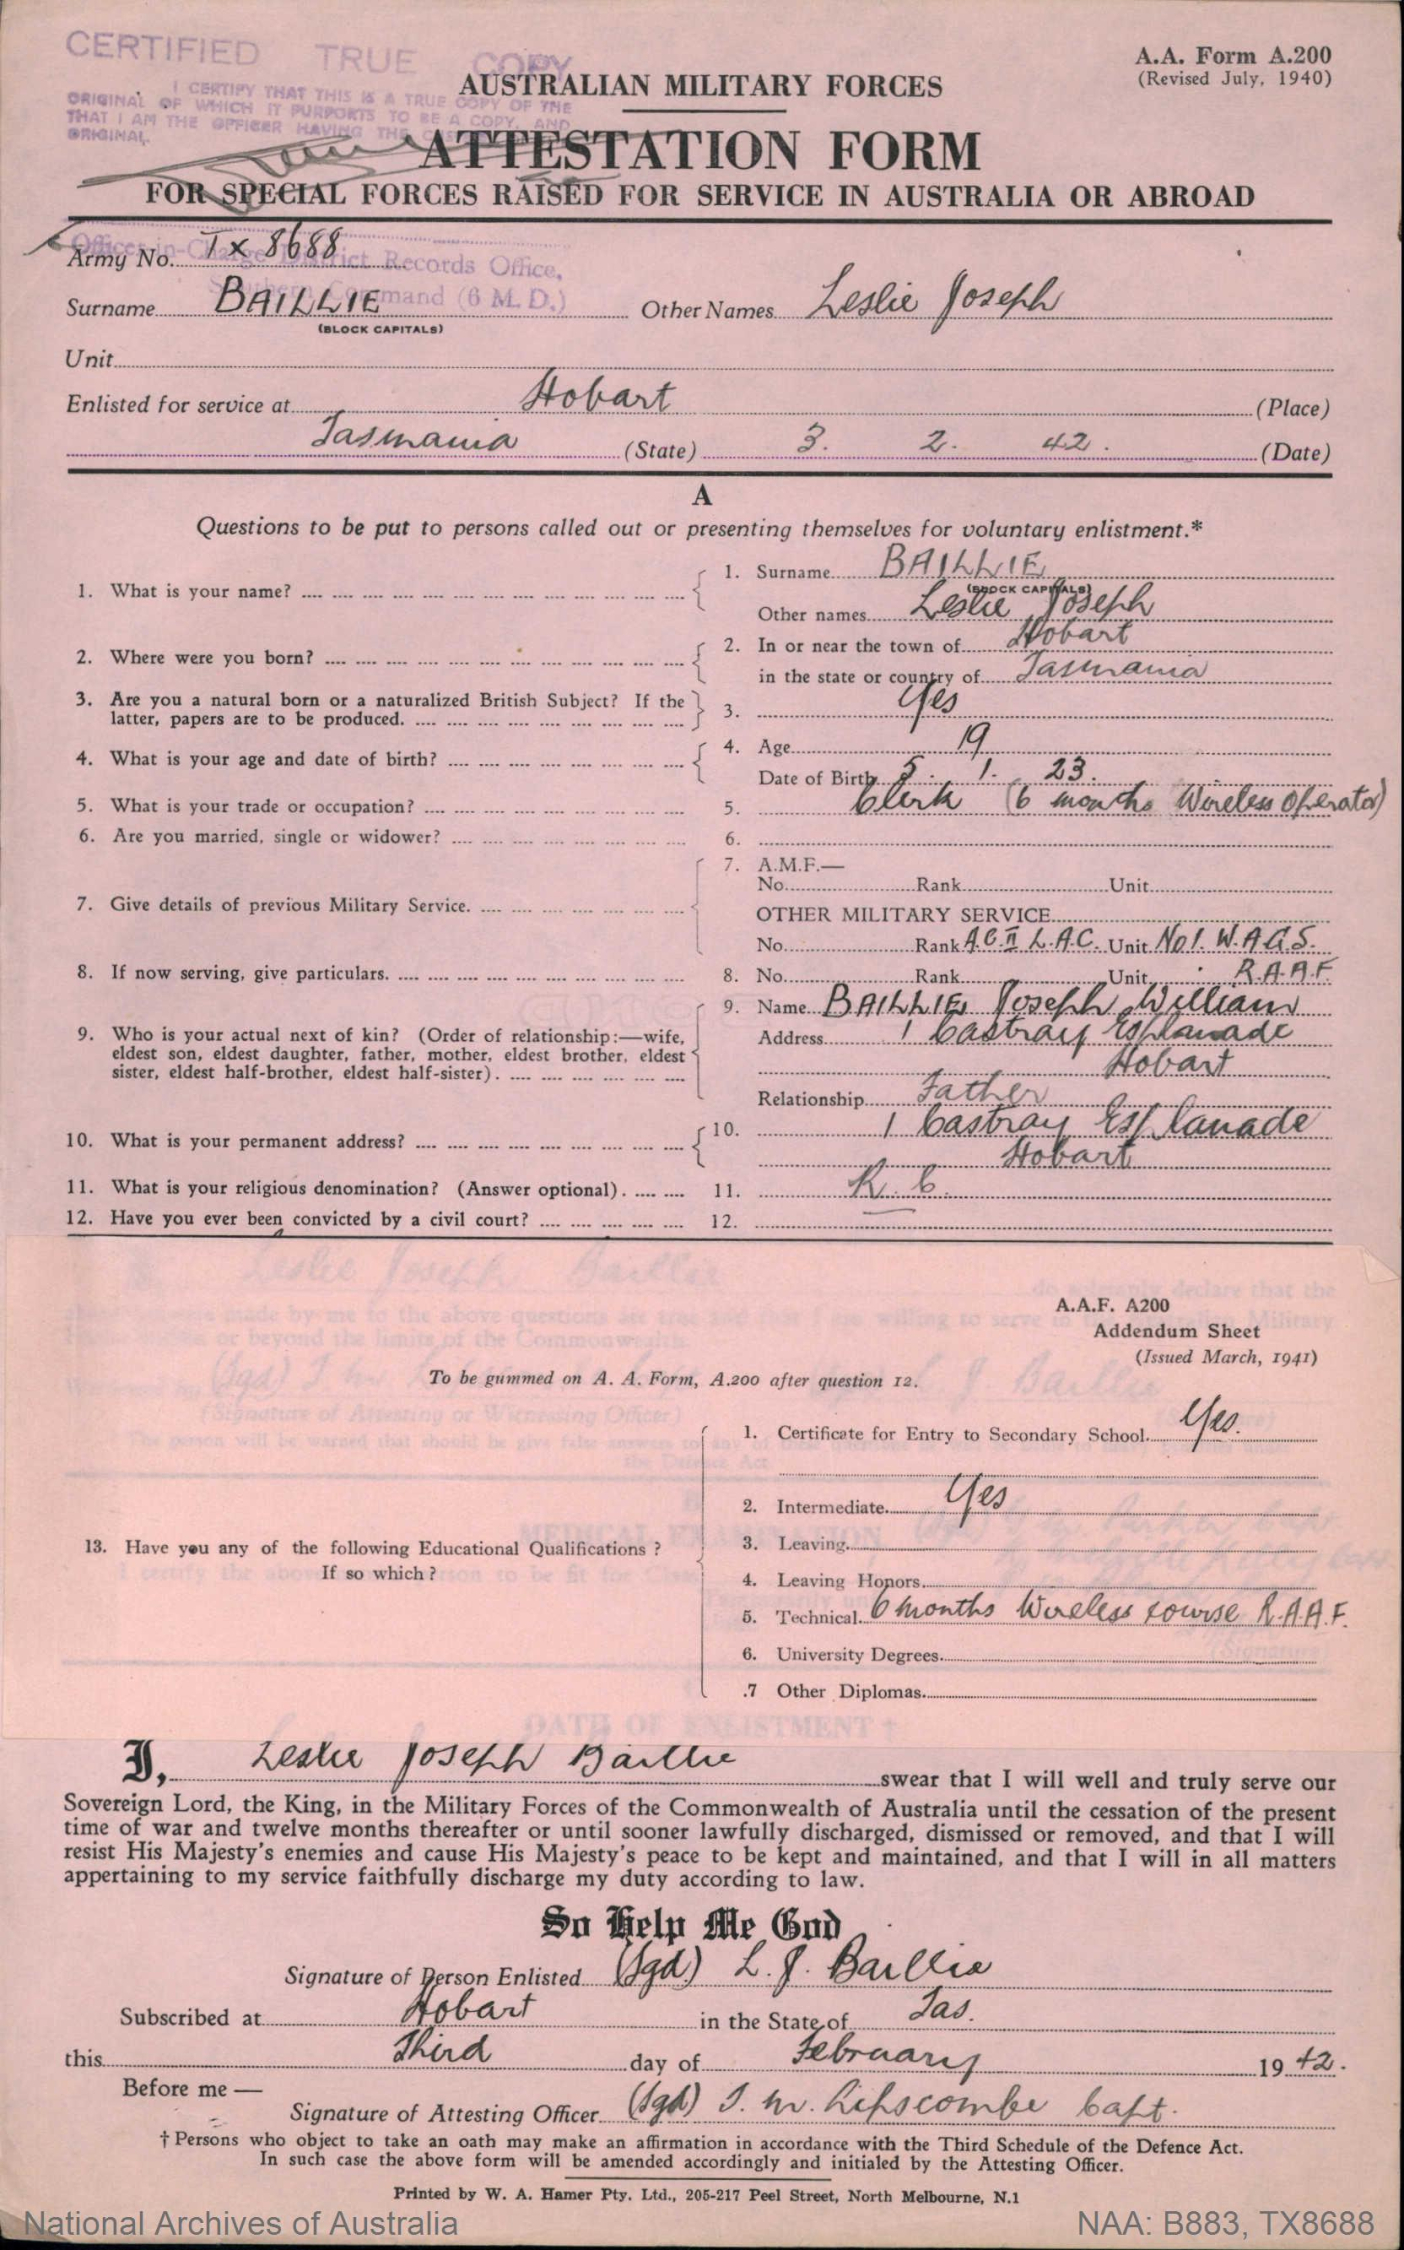 CERTIFIED TRUE COPY
I CERTIFY THAT THIS IS A TRUE COPY OF THE
ORIGINAL OF WHICH IT PURPORTS TO BE A COPY, AND
THAT I AM THE OFFICER HAVING THE
ORIGINAL.
A.A. Form A.200
(Revised July, 1940)
AUSTRALIAN MILITARY FORCES
ATTESTATION FORM
FOR SPECIAL FORCES RAISED FOR SERVICE IN AUSTRALIA OR ABROAD
Officer-in-Charge District Records Office,
Southern Command (6 M.D.)
Army No. Tx 8688
Surname BAILLIE Other Names Leslie Joseph
(BLOCK CAPITALS)
Unit
Enlisted for service at Hobart (Place)
Tasmania (State) 3. 2. 42. (Date)
A
Questions to be put to persons called out or presenting themselves for voluntary enlistment.*
1. What is your name? 1. Surname BAILLIE
(BLOCK CAPITALS)
Other names Leslie Joseph
2. Where were you born? 2. In or near the town of Hobart
in the state or country of Tasmania
3. Are you a natural born or a naturalized British Subject? If the
latter, papers are to be produced. 3. Yes
4. What is your age and date of birth? 4. Age 19
Date of Birth 5. 1. 23.
5. What is your trade or occupation? 5. Clerk (6 months Wireless Operator)
6. Are you married, single or widower? 6.
7. Give details of previous Military Service. 7. A.M.F.—
No. Rank Unit
OTHER MILITARY SERVICE
No. Rank A.C.II L.A.C. Unit No 1. W.A.G.S.
8. If now serving, give particulars. 8. No. Rank Unit R.A.A.F.
9. Who is your actual next of kin? (Order of relationship:—wife,
eldest son, eldest daughter, father, mother, eldest brother, eldest
sister, eldest half-brother, eldest half-sister).
9. Name BAILLIE, Joseph William
Address 1 Castray Esplanade
Hobart
Relationship Father
10. What is your permanent address? 10. 1 Castray Esplanade
Hobart
11. What is your religious denomination? (Answer optional). 11. R. C.
12. Have you ever been convicted by a civil court? 12.
A.A.F. A200
Addendum Sheet
(Issued March, 1941)
To be gummed on A. A. Form, A.200 after question 12.
13. Have you any of the following Educational Qualifications?
If so which?
1. Certificate for Entry to Secondary School. Yes.
2. Intermediate. Yes
3. Leaving.
4. Leaving Honors.
5. Technical. 6 months Wireless course R.A.A.F.
6. University Degrees.
.7 Other Diplomas.
OATH OF ENLISTMENT †
I, Leslie Joseph Baillie swear that I will well and truly serve our
Sovereign Lord, the King, in the Military Forces of the Commonwealth of Australia until the cessation of the present
time of war and twelve months thereafter or until sooner lawfully discharged, dismissed or removed, and that I will
resist His Majesty's enemies and cause His Majesty's peace to be kept and maintained, and that I will in all matters
appertaining to my service faithfully discharge my duty according to law.
So Help Me God
Signature of Person Enlisted (Sgd) L. J. Baillie
Subscribed at Hobart in the State of Tas.
this Third day of February 1942.
Before me —
Signature of Attesting Officer (Sgd) T. M. Lipscombe Capt.
† Persons who object to take an oath may make an affirmation in accordance with the Third Schedule of the Defence Act.
In such case the above form will be amended accordingly and initialed by the Attesting Officer.
Printed by W. A. Hamer Pty. Ltd., 205-217 Peel Street, North Melbourne, N.1
National Archives of Australia NAA: B883, TX8688